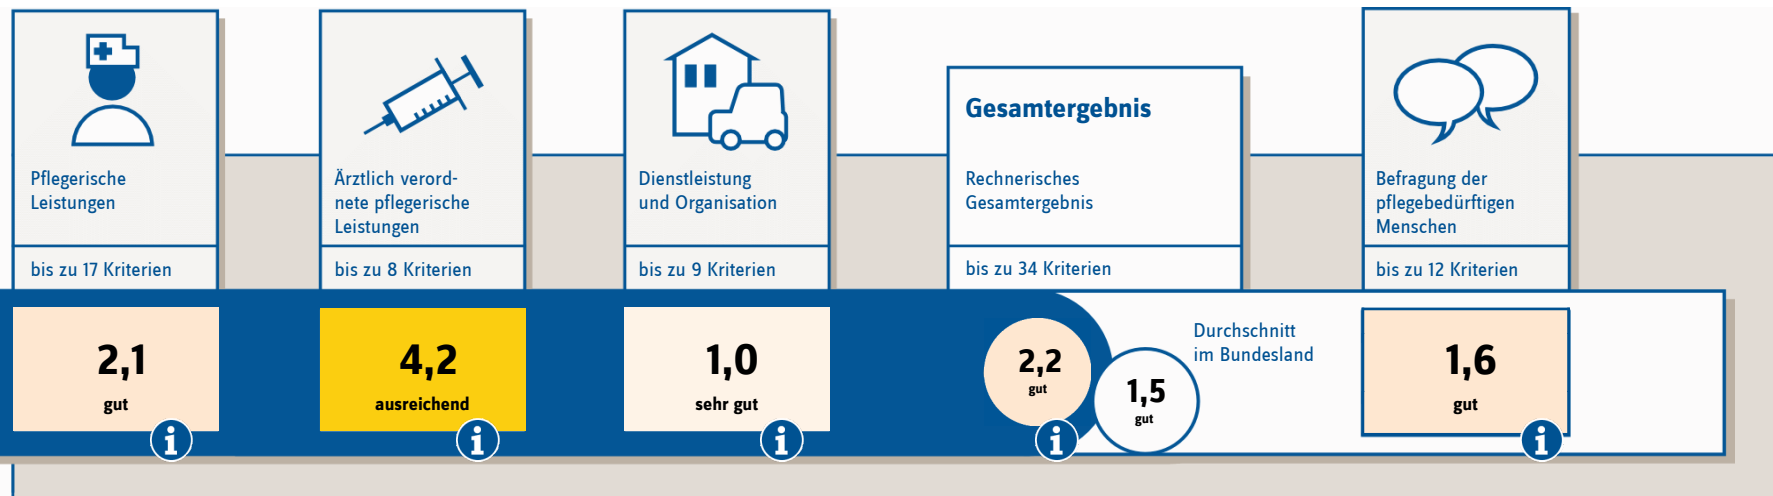 Pflegerische
Leistungen
bis zu 17 Kriterien
2,1
gut
i
Ärztlich verord-
nete pflegerische
Leistungen
bis zu 8 Kriterien
4,2
ausreichend
i
Dienstleistung
und Organisation
bis zu 9 Kriterien
1,0
sehr gut
i
Gesamtergebnis
Rechnerisches
Gesamtergebnis
bis zu 34 Kriterien
2,2
gut
i
1,5
gut
Durchschnitt
im Bundesland
Befragung der
pflegebedürftigen
Menschen
bis zu 12 Kriterien
1,6
gut
i